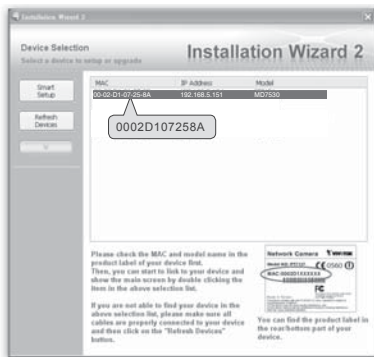 Installation Wizard 2
Device Selection
Installation Wizard 2
Select a device to setup or upgrade
Smart
Setup
MAC
IP Address
Model
00-02-D1-07-25-8A
192.168.5.151
MD7530
Refresh
Devices
0002D107258A
Please check the MAC and model name in the
product label of your device first.
Then, you can start to link to your device and
show the main screen by double clicking the
item in the above selection list.
If you are not able to find your device in the
above selection list, please make sure all
cables are properly connected to your device
and then click on the "Refresh Devices"
button.
Network Camera
VIVOTEK
0560
You can find the product label in
the rear/bottom part of your
device.